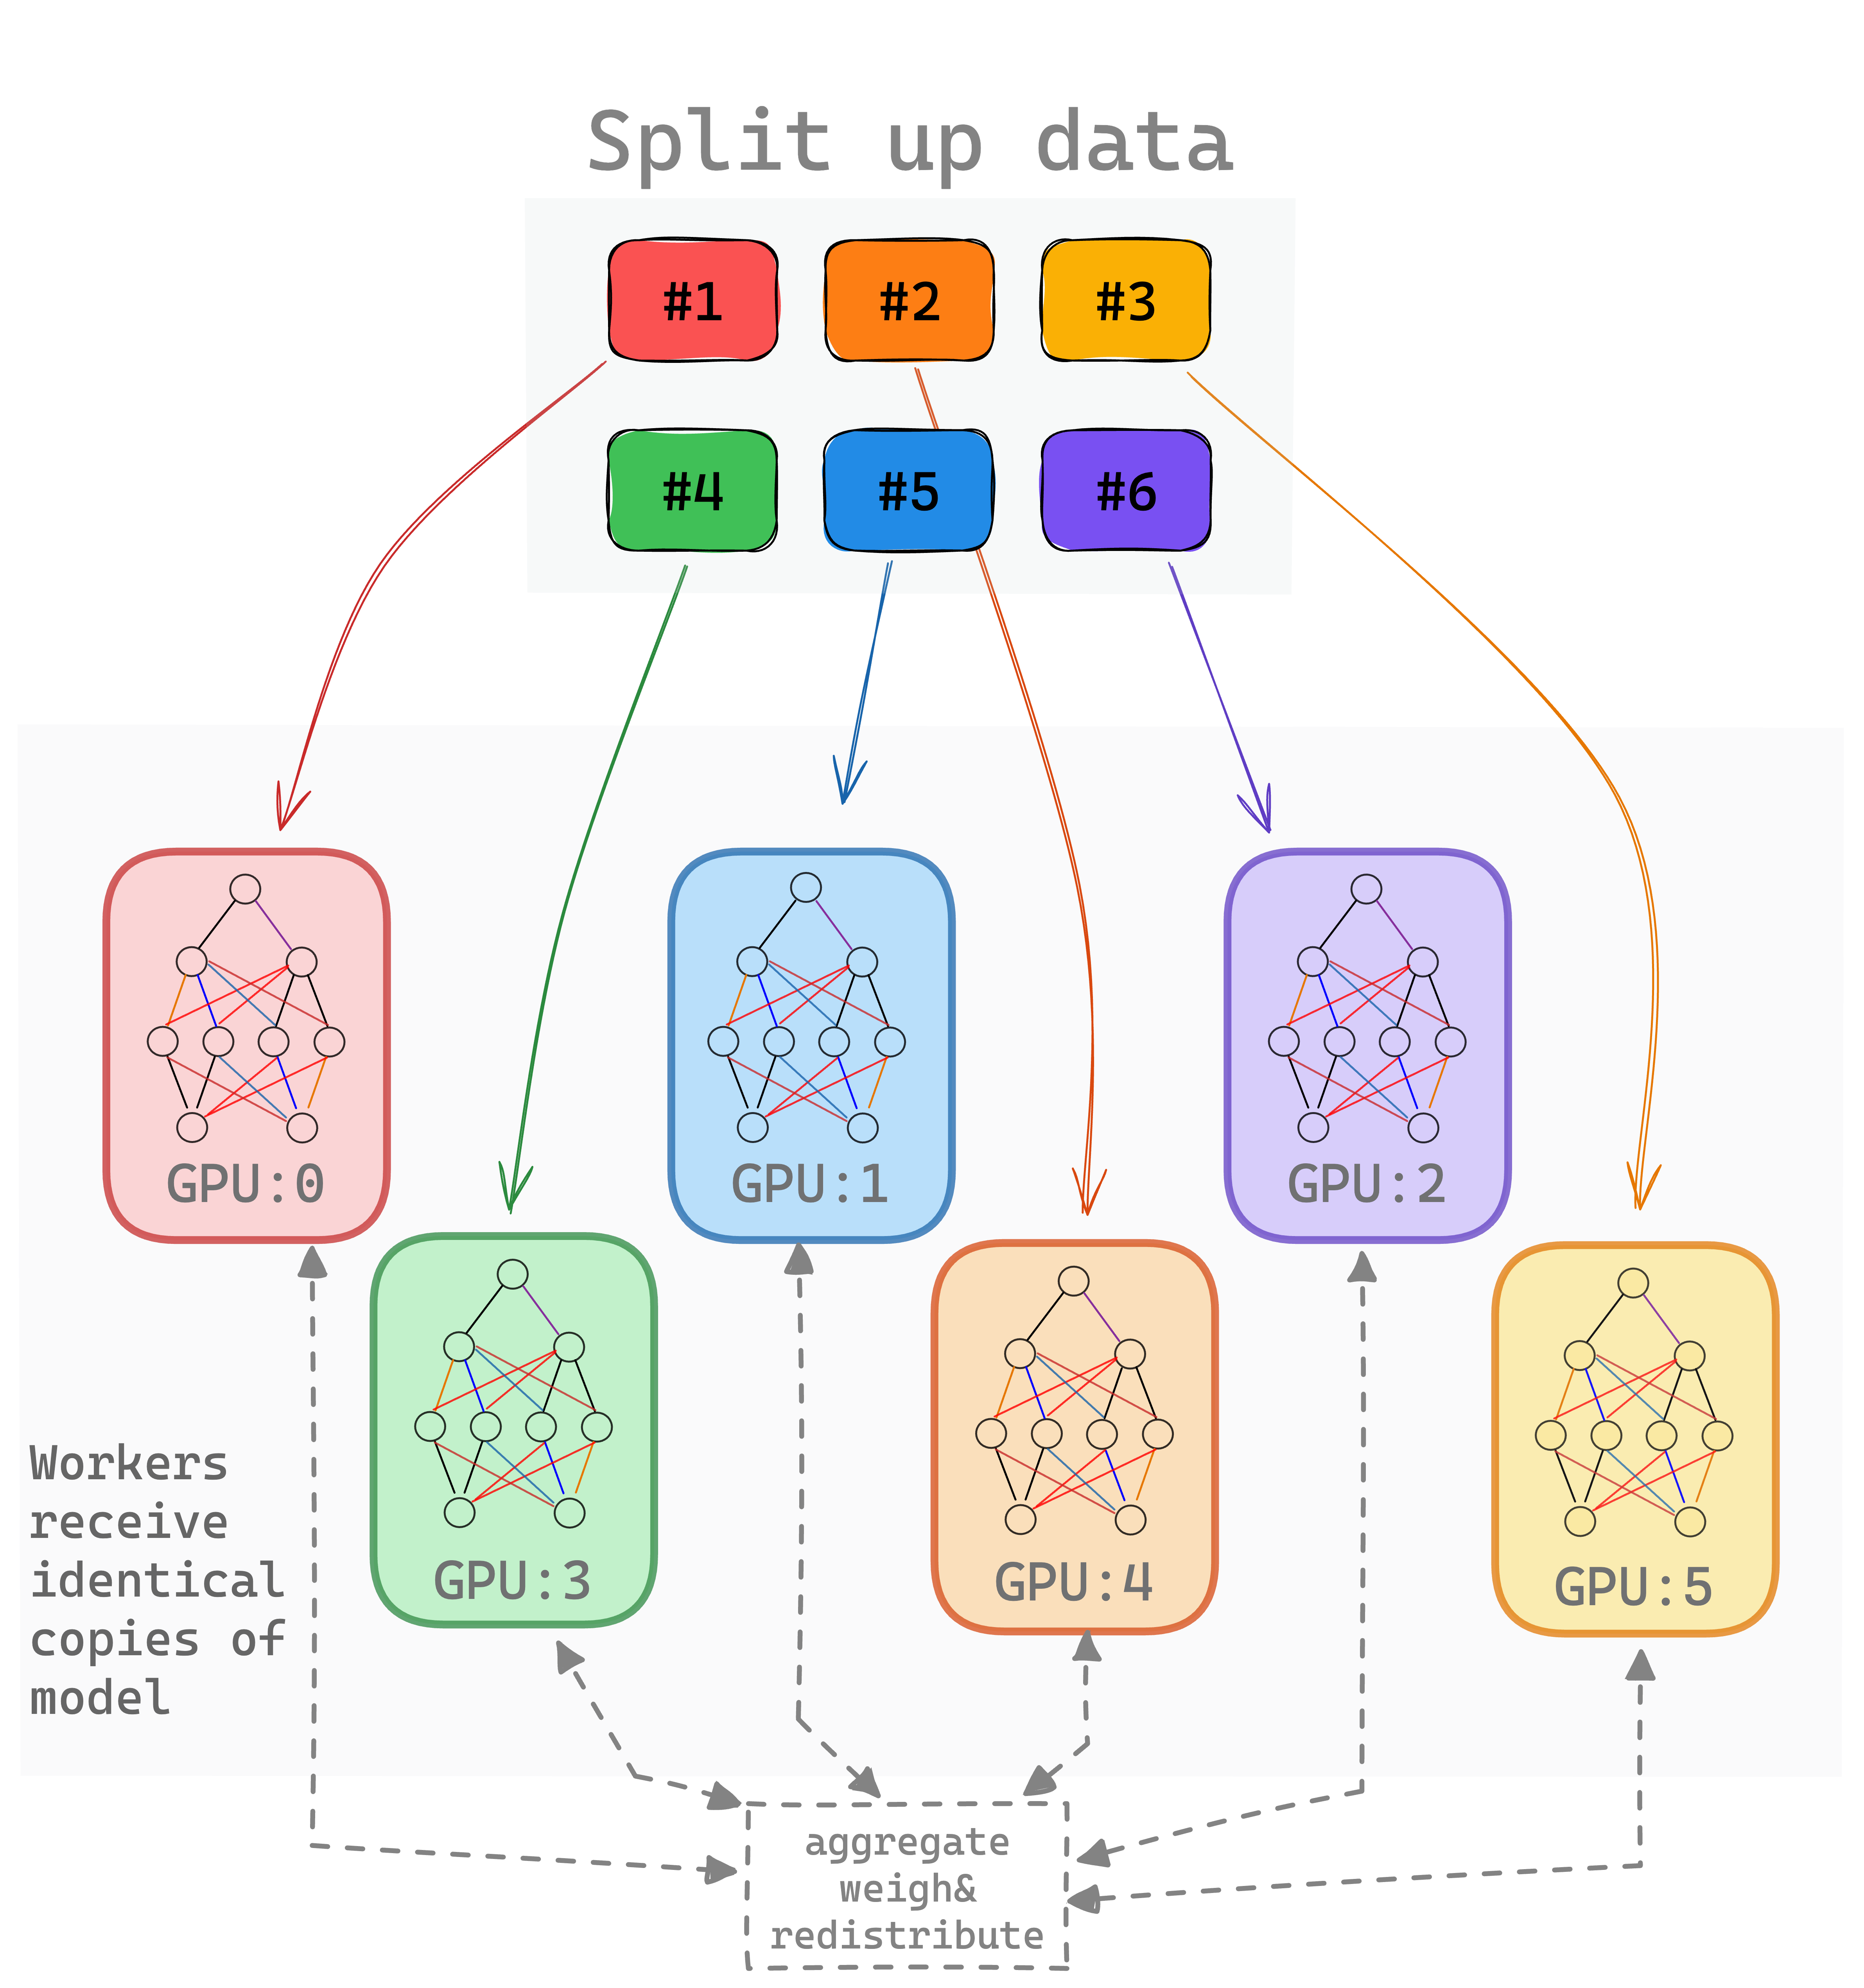 Split up data
#1
#2
#3
#4
#5
#6
GPU:0
GPU:1
GPU:2
GPU:3
GPU:4
GPU:5
Workers
receive
identical
copies of
model
aggregate
weigh&
redistribute